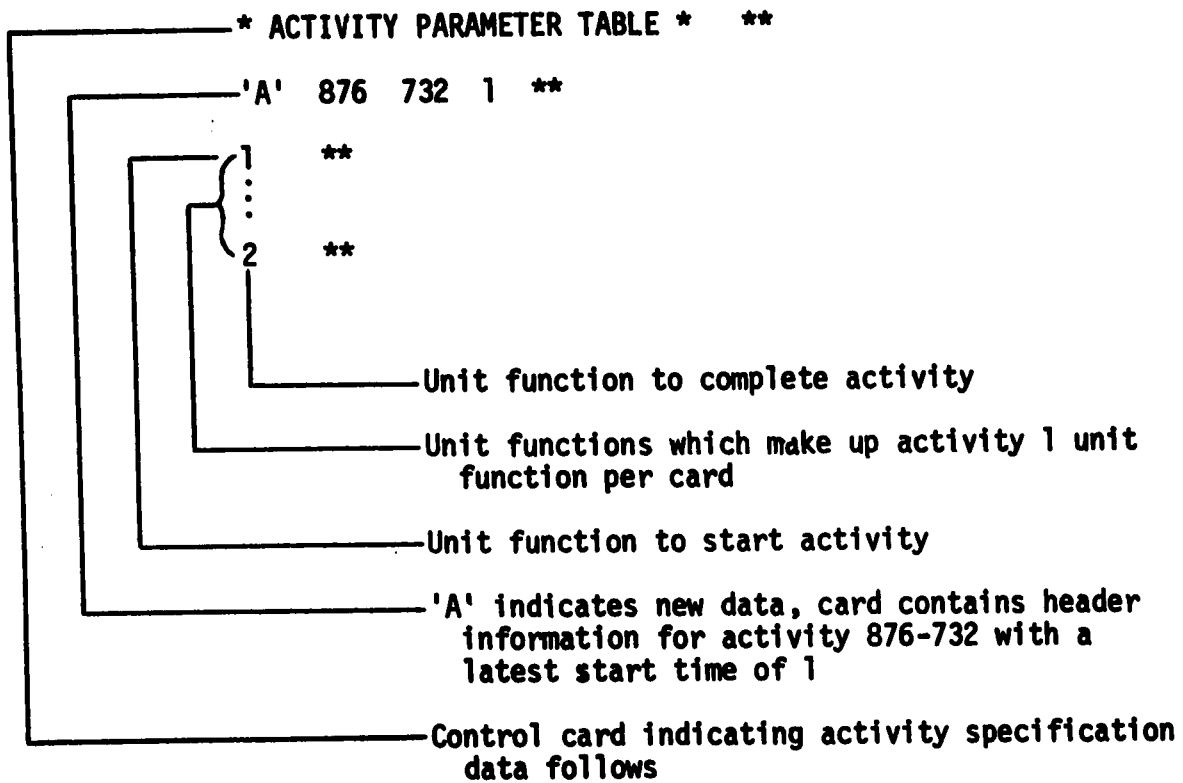 * ACTIVITY PARAMETER TABLE * **
'A' 876 732 1 **
1 **
2 **
Unit function to complete activity
Unit functions which make up activity 1 unit
function per card
Unit function to start activity
'A' indicates new data, card contains header
information for activity 876-732 with a
latest start time of 1
Control card indicating activity specification
data follows